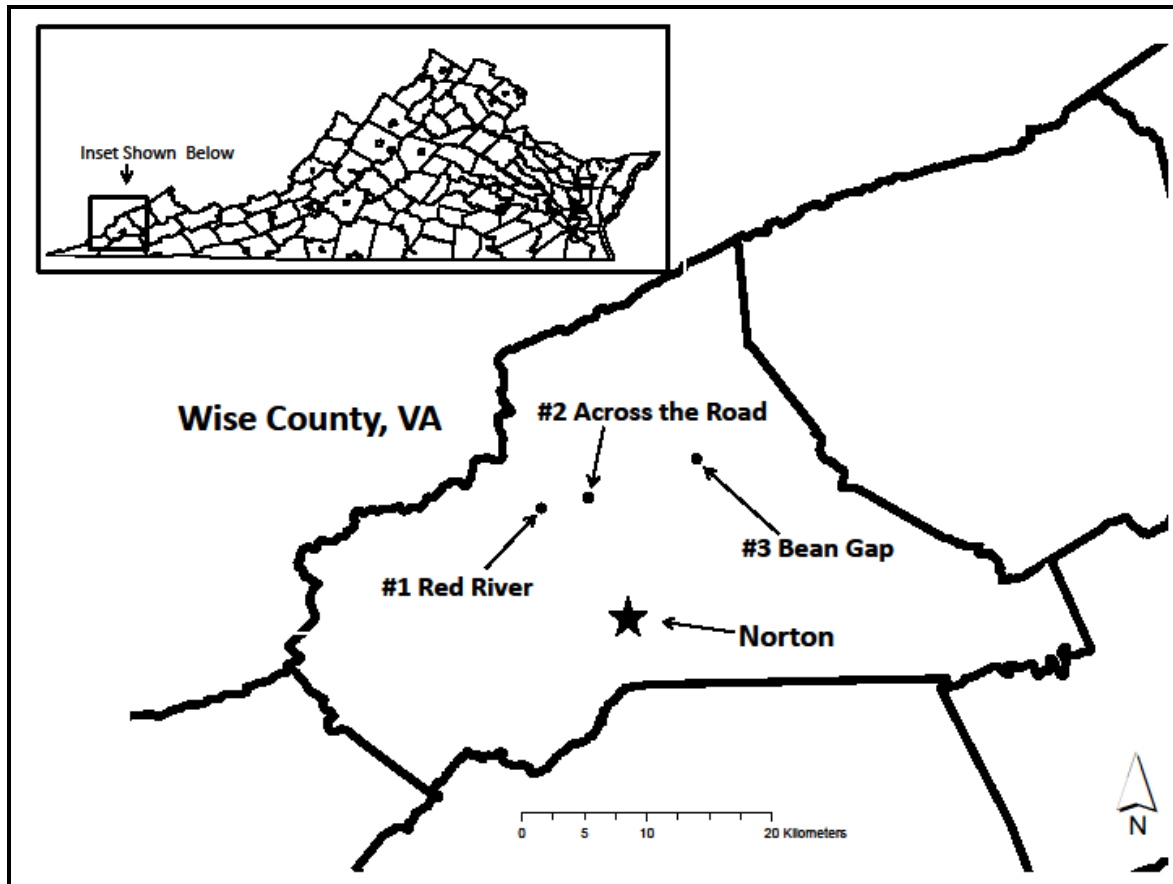 Inset Shown Below
Wise County, VA
#2 Across the Road
#3 Bean Gap
#1 Red River
Norton
0 5 10 20 Kilometers
N